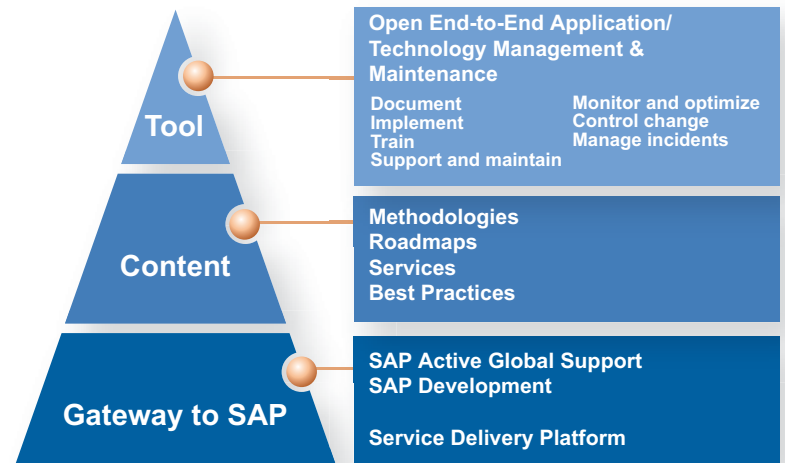 Tool
Open End-to-End Application/
Technology Management &
Maintenance
Document
Implement
Train
Support and maintain
Monitor and optimize
Control change
Manage incidents
Content
Methodologies
Roadmaps
Services
Best Practices
Gateway to SAP
SAP Active Global Support
SAP Development
Service Delivery Platform